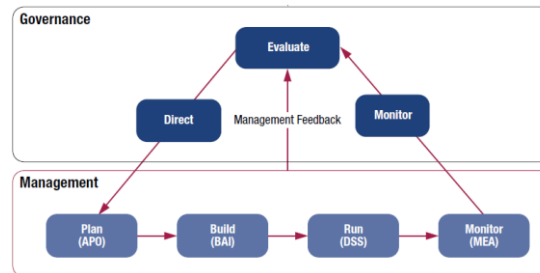 Governance
Evaluate
Direct
Management Feedback
Monitor
Management
Plan
(APO)
Build
(BAI)
Run
(DSS)
Monitor
(MEA)